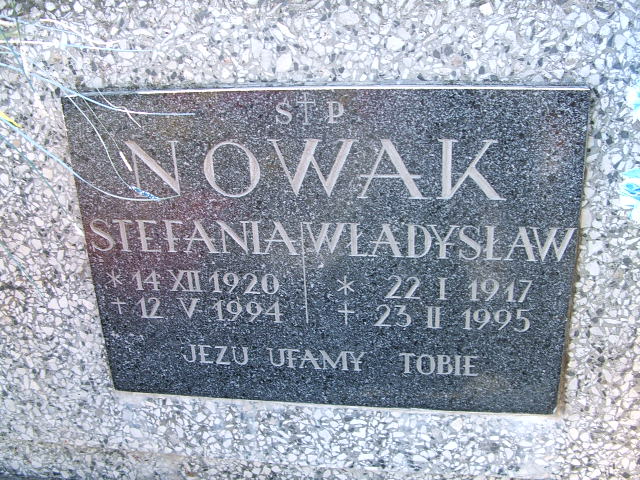 Ś†P
NOWAK
STEFANIA WŁADYSŁAW
* 14 XII 1920 * 22 I 1917
† 12 V 1994 † 23 II 1995
JEZU UFAMY TOBIE